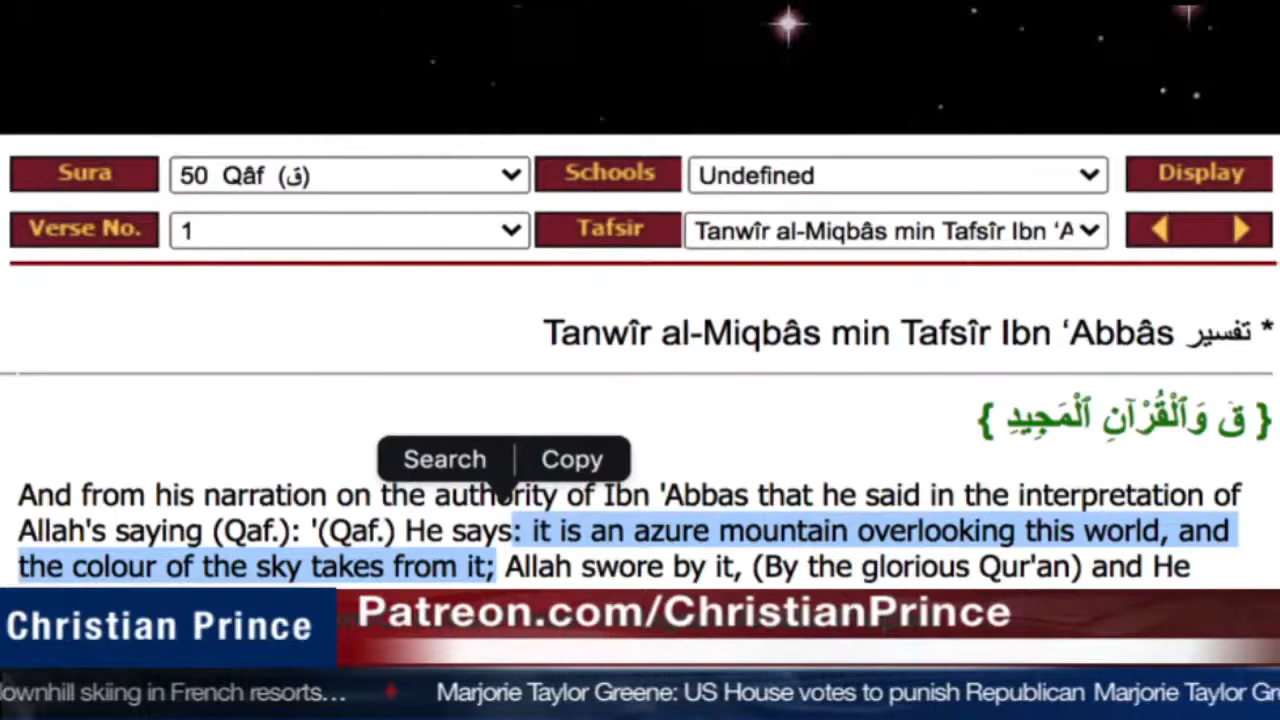 Sura 50 Qâf (ق) Schools Undefined Display
Verse No. 1 Tafsir Tanwîr al-Miqbâs min Tafsîr Ibn ‘A
Tanwîr al-Miqbâs min Tafsîr Ibn ‘Abbâs تفسير *
{ قۤ وَٱلْقُرْآنِ ٱلْمَجِيدِ }
Search Copy
And from his narration on the authority of Ibn 'Abbas that he said in the interpretation of
Allah's saying (Qaf.): '(Qaf.) He says: it is an azure mountain overlooking this world, and
the colour of the sky takes from it; Allah swore by it, (By the glorious Qur'an) and He
Christian Prince Patreon.com/ChristianPrince
downhill skiing in French resorts... Marjorie Taylor Greene: US House votes to punish Republican Marjorie Taylor Gr